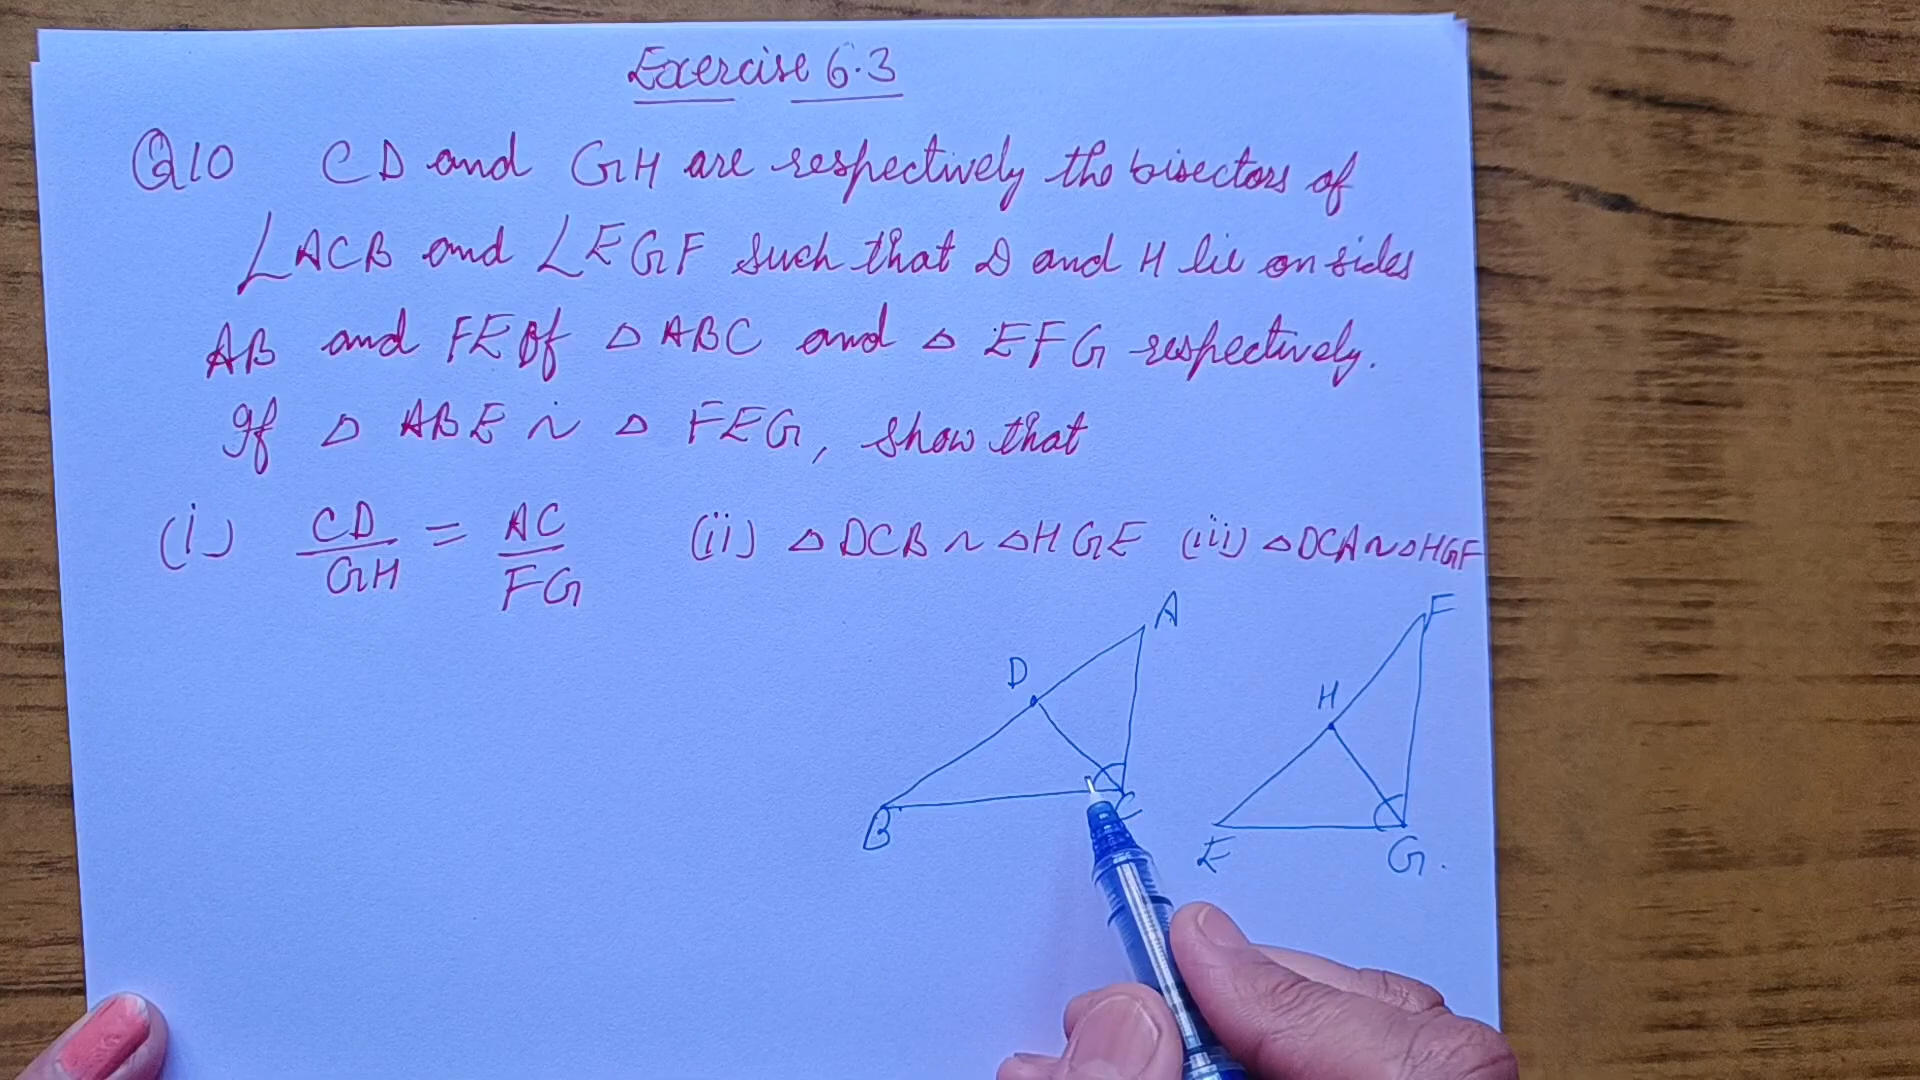 Exercise 6.3
Q10 CD and GH are respectively the bisectors of
∠ACB and ∠EGF such that D and H lie on sides
AB and FE of △ ABC and △ EFG respectively.
If △ ABE ~ △ FEG, show that
(i) CD/GH = AC/FG (ii) △DCB ~ △HGE (iii) △DCA ~ △HGF
A F
D H
B C E G.